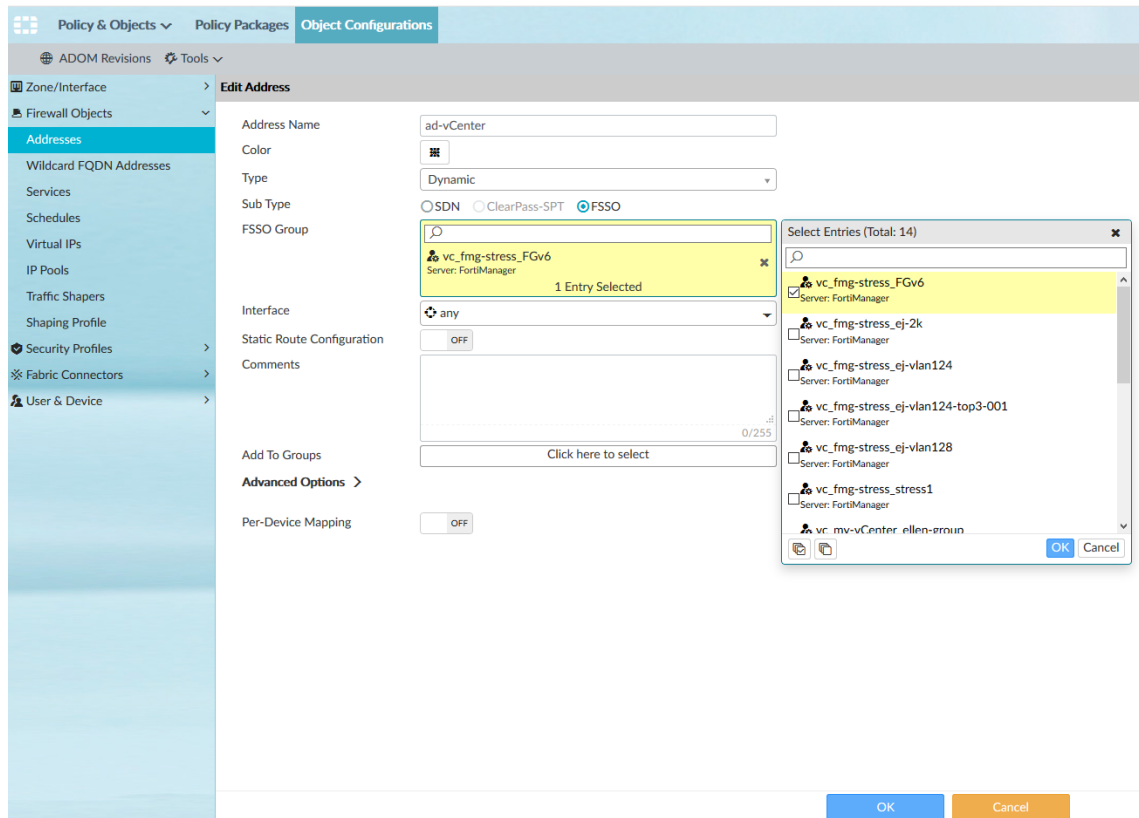 Policy & Objects Policy Packages Object Configurations
ADOM Revisions Tools
Zone/Interface
Firewall Objects
Addresses
Wildcard FQDN Addresses
Services
Schedules
Virtual IPs
IP Pools
Traffic Shapers
Shaping Profile
Security Profiles
Fabric Connectors
User & Device
Edit Address
Address Name ad-vCenter
Color
Type Dynamic
Sub Type SDN ClearPass-SPT FSSO
FSSO Group
vc_fmg-stress_FGv6
Server: FortiManager
1 Entry Selected
Interface any
Static Route Configuration OFF
Comments
0/255
Add To Groups Click here to select
Advanced Options >
Per-Device Mapping OFF
Select Entries (Total: 14)
vc_fmg-stress_FGv6
Server: FortiManager
vc_fmg-stress_ej-2k
Server: FortiManager
vc_fmg-stress_ej-vlan124
Server: FortiManager
vc_fmg-stress_ej-vlan124-top3-001
Server: FortiManager
vc_fmg-stress_ej-vlan128
Server: FortiManager
vc_fmg-stress_stress1
Server: FortiManager
vc_my-vCenter_ellen-group
OK Cancel
OK Cancel